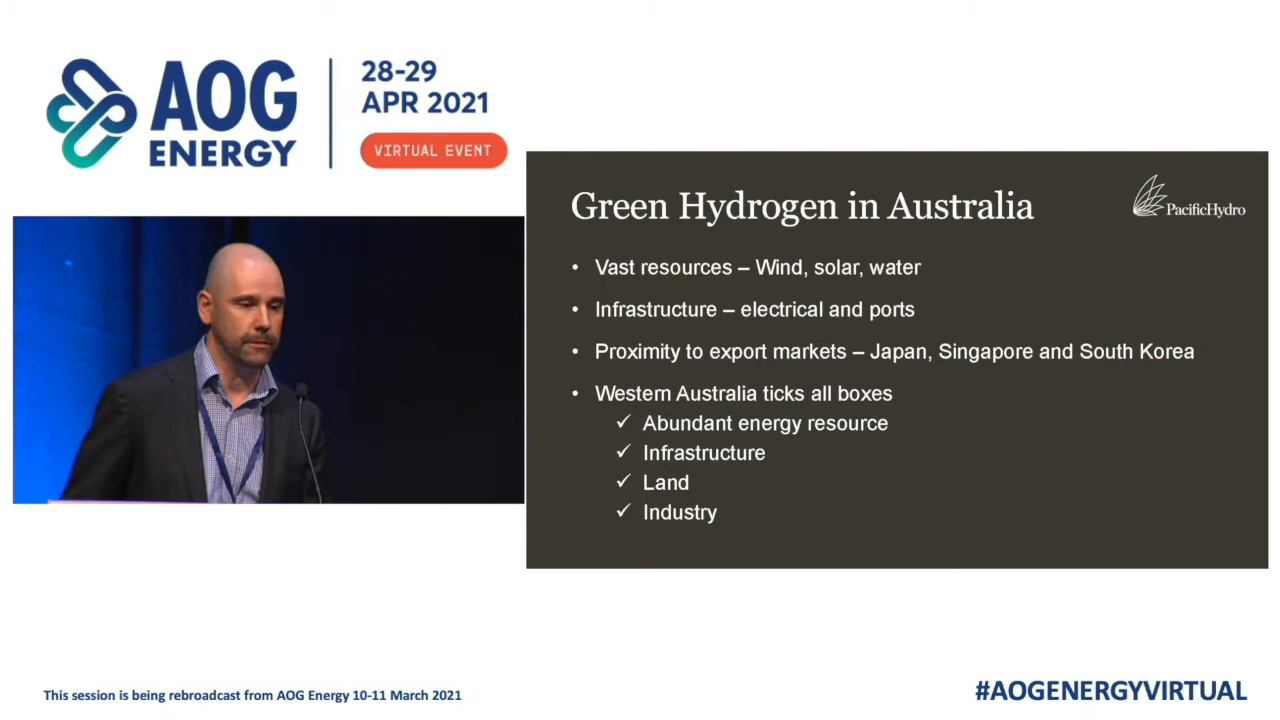 AOG
ENERGY
28-29
APR 2021
VIRTUAL EVENT
Green Hydrogen in Australia
PacificHydro
• Vast resources – Wind, solar, water
• Infrastructure – electrical and ports
• Proximity to export markets – Japan, Singapore and South Korea
• Western Australia ticks all boxes
✓ Abundant energy resource
✓ Infrastructure
✓ Land
✓ Industry
This session is being rebroadcast from AOG Energy 10-11 March 2021
#AOGENERGYVIRTUAL